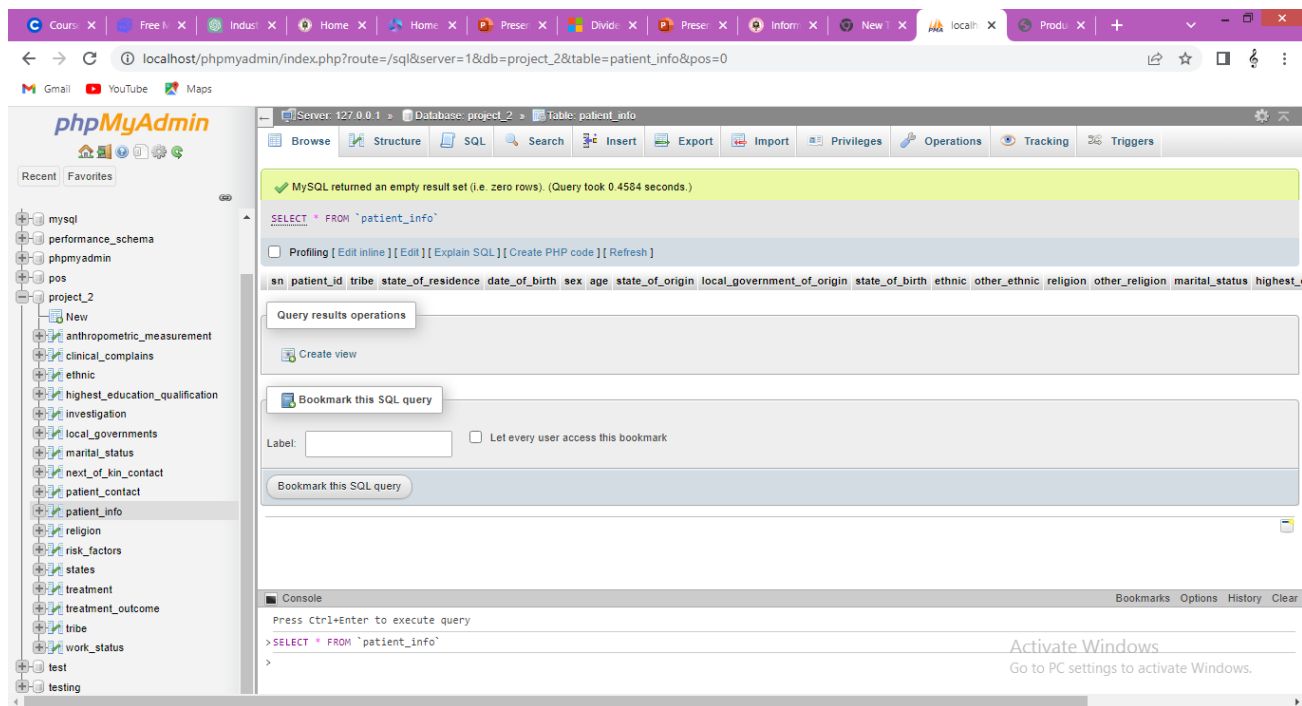 Course Free M Indust Home Home Presen Divide Presen Inform New T localh Produ
localhost/phpmyadmin/index.php?route=/sql&server=1&db=project_2&table=patient_info&pos=0
Gmail YouTube Maps
phpMyAdmin
Recent Favorites
mysql
performance_schema
phpmyadmin
pos
project_2
New
anthropometric_measurement
clinical_complains
ethnic
highest_education_qualification
investigation
local_governments
marital_status
next_of_kin_contact
patient_contact
patient_info
religion
risk_factors
states
treatment
treatment_outcome
tribe
work_status
test
testing
Server: 127.0.0.1 » Database: project_2 » Table: patient_info
Browse Structure SQL Search Insert Export Import Privileges Operations Tracking Triggers
MySQL returned an empty result set (i.e. zero rows). (Query took 0.4584 seconds.)
SELECT * FROM `patient_info`
Profiling [ Edit inline ] [ Edit ] [ Explain SQL ] [ Create PHP code ] [ Refresh ]
sn patient_id tribe state_of_residence date_of_birth sex age state_of_origin local_government_of_origin state_of_birth ethnic other_ethnic religion other_religion marital_status highest_
Query results operations
Create view
Bookmark this SQL query
Label: Let every user access this bookmark
Bookmark this SQL query
Console Bookmarks Options History Clear
Press Ctrl+Enter to execute query
>SELECT * FROM `patient_info`
>
Activate Windows
Go to PC settings to activate Windows.